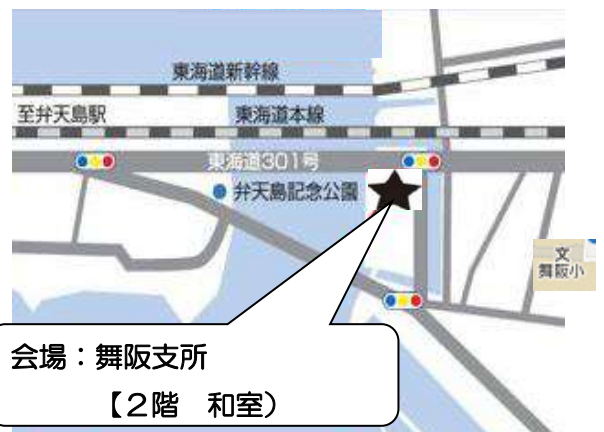 東海道新幹線
至弁天島駅
東海道本線
東海道301号
弁天島記念公園
文
舞阪小
会場：舞阪支所
【２階　和室）